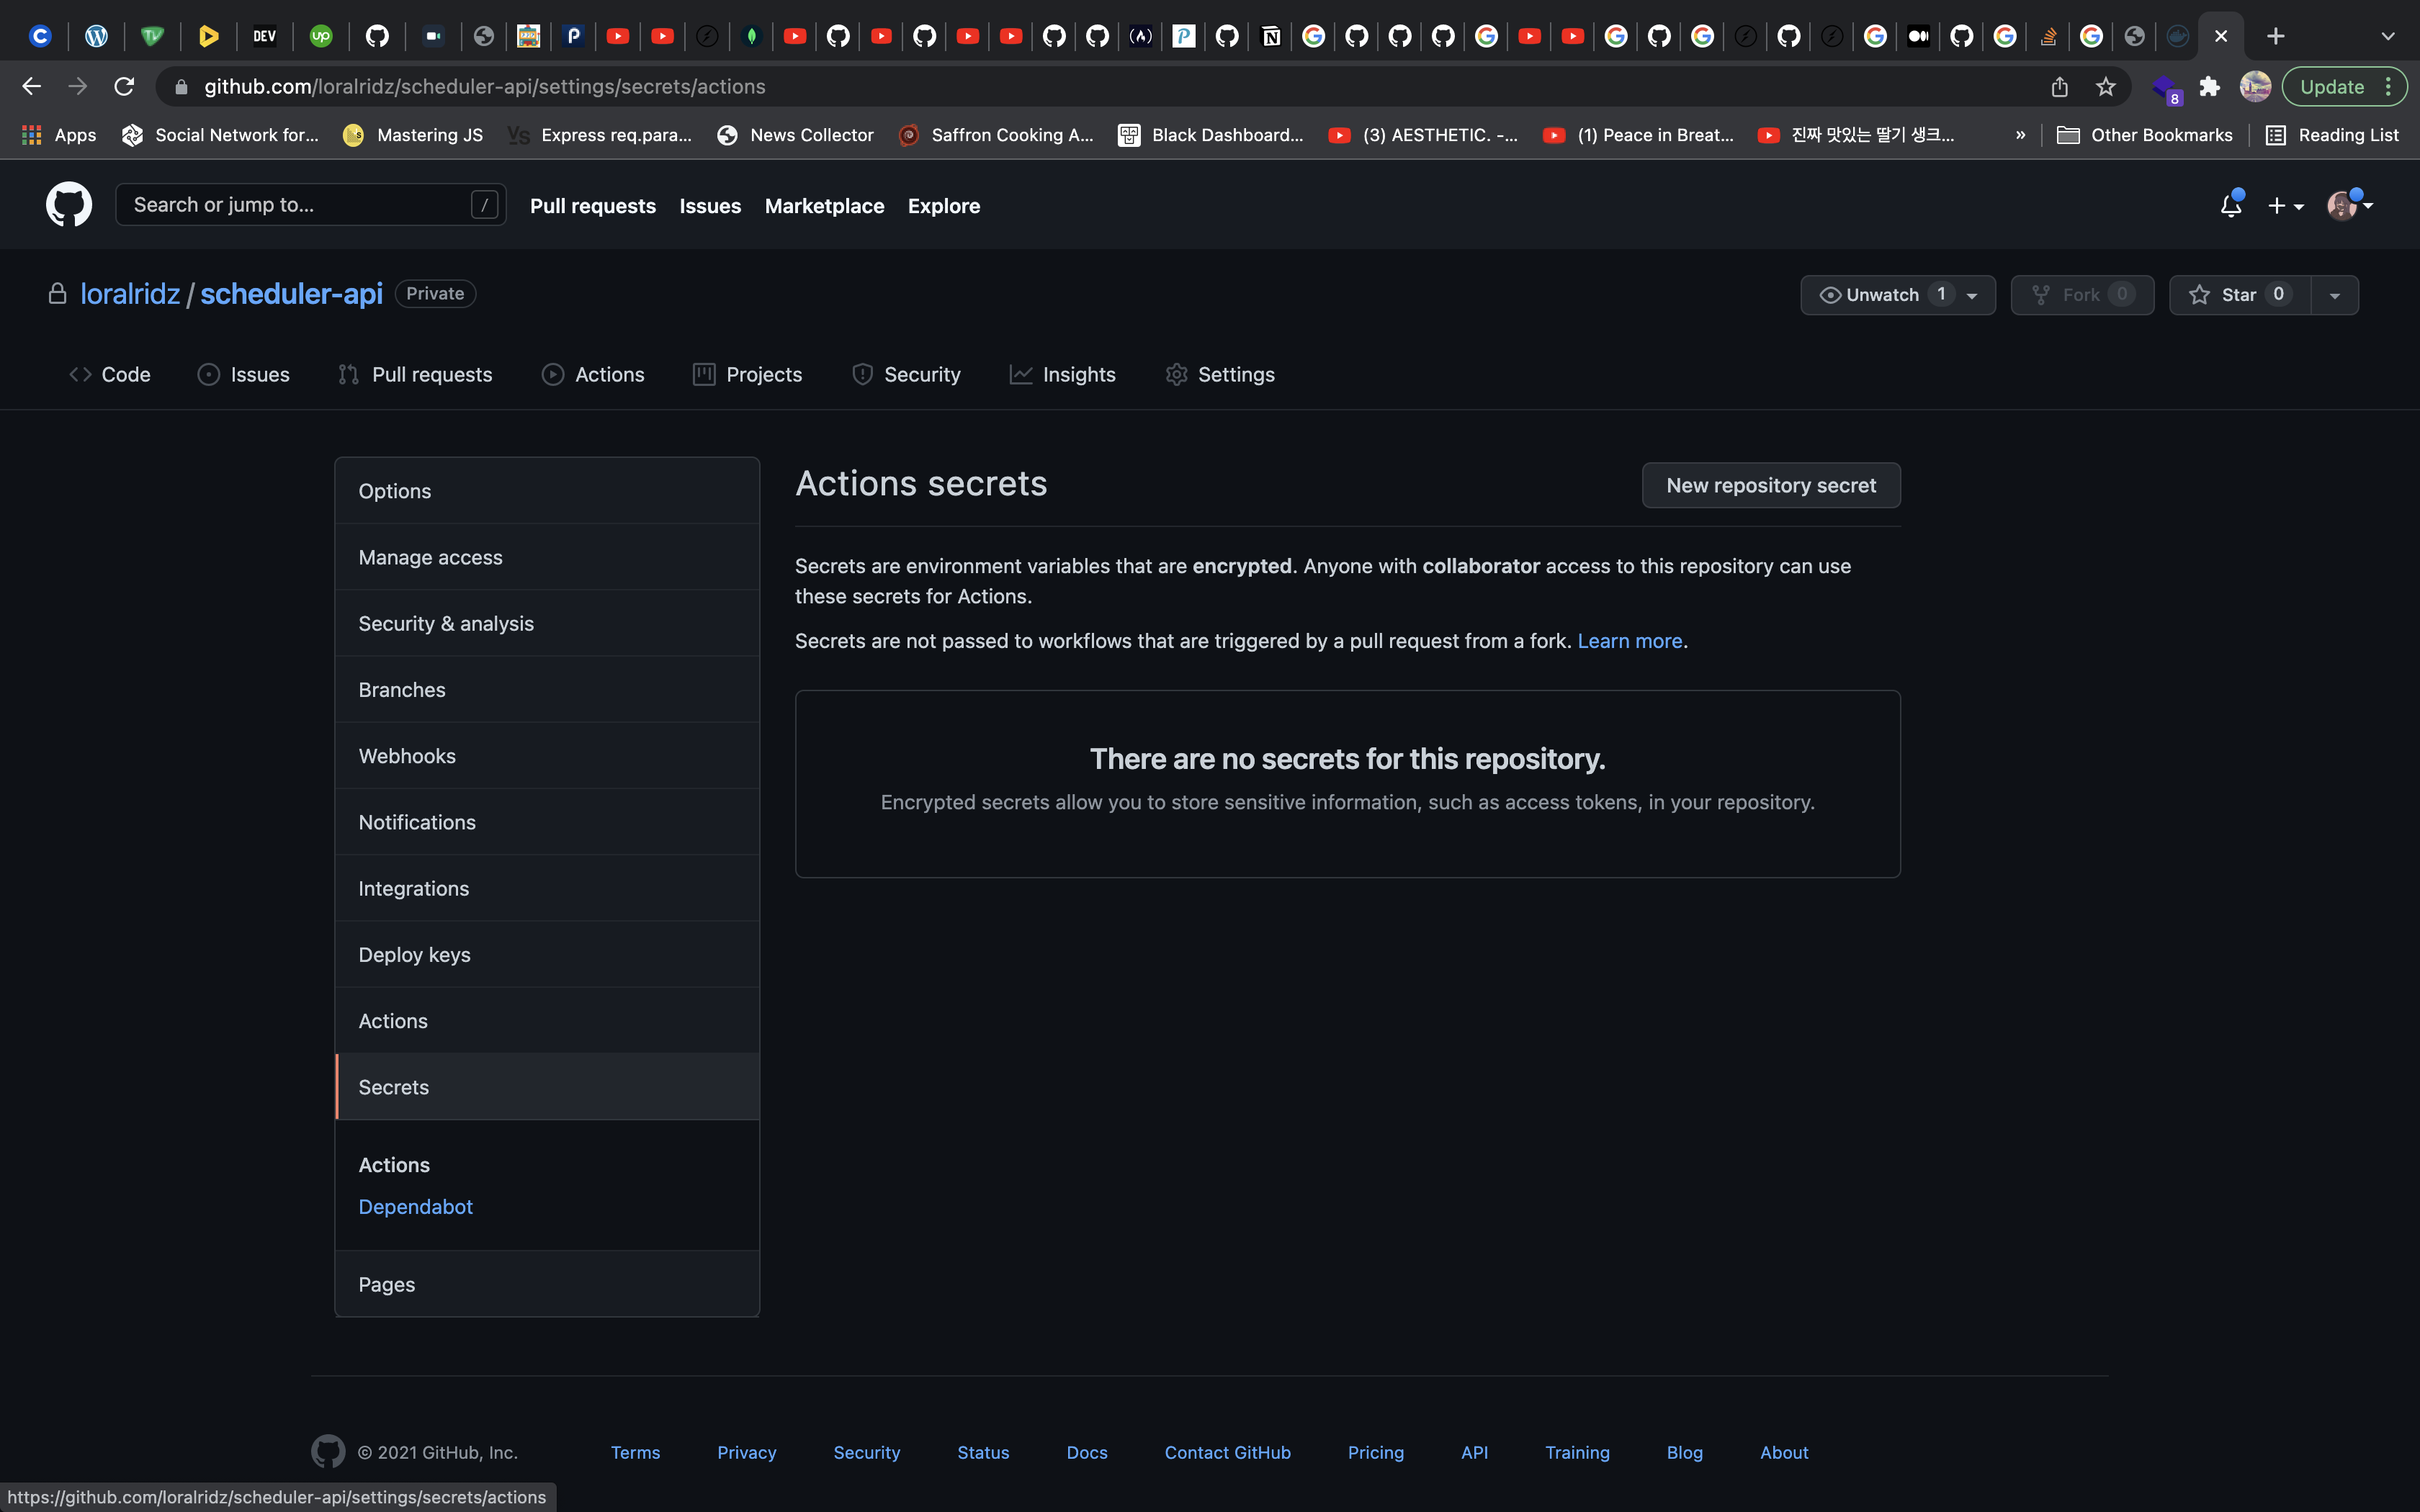 DEV
up
github.com/loralridz/scheduler-api/settings/secrets/actions
8
Update
Apps
Social Network for...
Mastering JS
Vs
Express req.para...
News Collector
Saffron Cooking A...
Black Dashboard...
(3) AESTHETIC. -...
(1) Peace in Breat...
진짜 맛있는 딸기 생크...
»
Other Bookmarks
Reading List
Search or jump to...
/
Pull requests
Issues
Marketplace
Explore
loralridz / scheduler-api
Private
Unwatch 1
Fork 0
Star 0
Code
Issues
Pull requests
Actions
Projects
Security
Insights
Settings
Options
Manage access
Security & analysis
Branches
Webhooks
Notifications
Integrations
Deploy keys
Actions
Secrets
Actions
Dependabot
Pages
Actions secrets
New repository secret
Secrets are environment variables that are encrypted. Anyone with collaborator access to this repository can use
these secrets for Actions.
Secrets are not passed to workflows that are triggered by a pull request from a fork. Learn more.
There are no secrets for this repository.
Encrypted secrets allow you to store sensitive information, such as access tokens, in your repository.
© 2021 GitHub, Inc.
Terms
Privacy
Security
Status
Docs
Contact GitHub
Pricing
API
Training
Blog
About
https://github.com/loralridz/scheduler-api/settings/secrets/actions